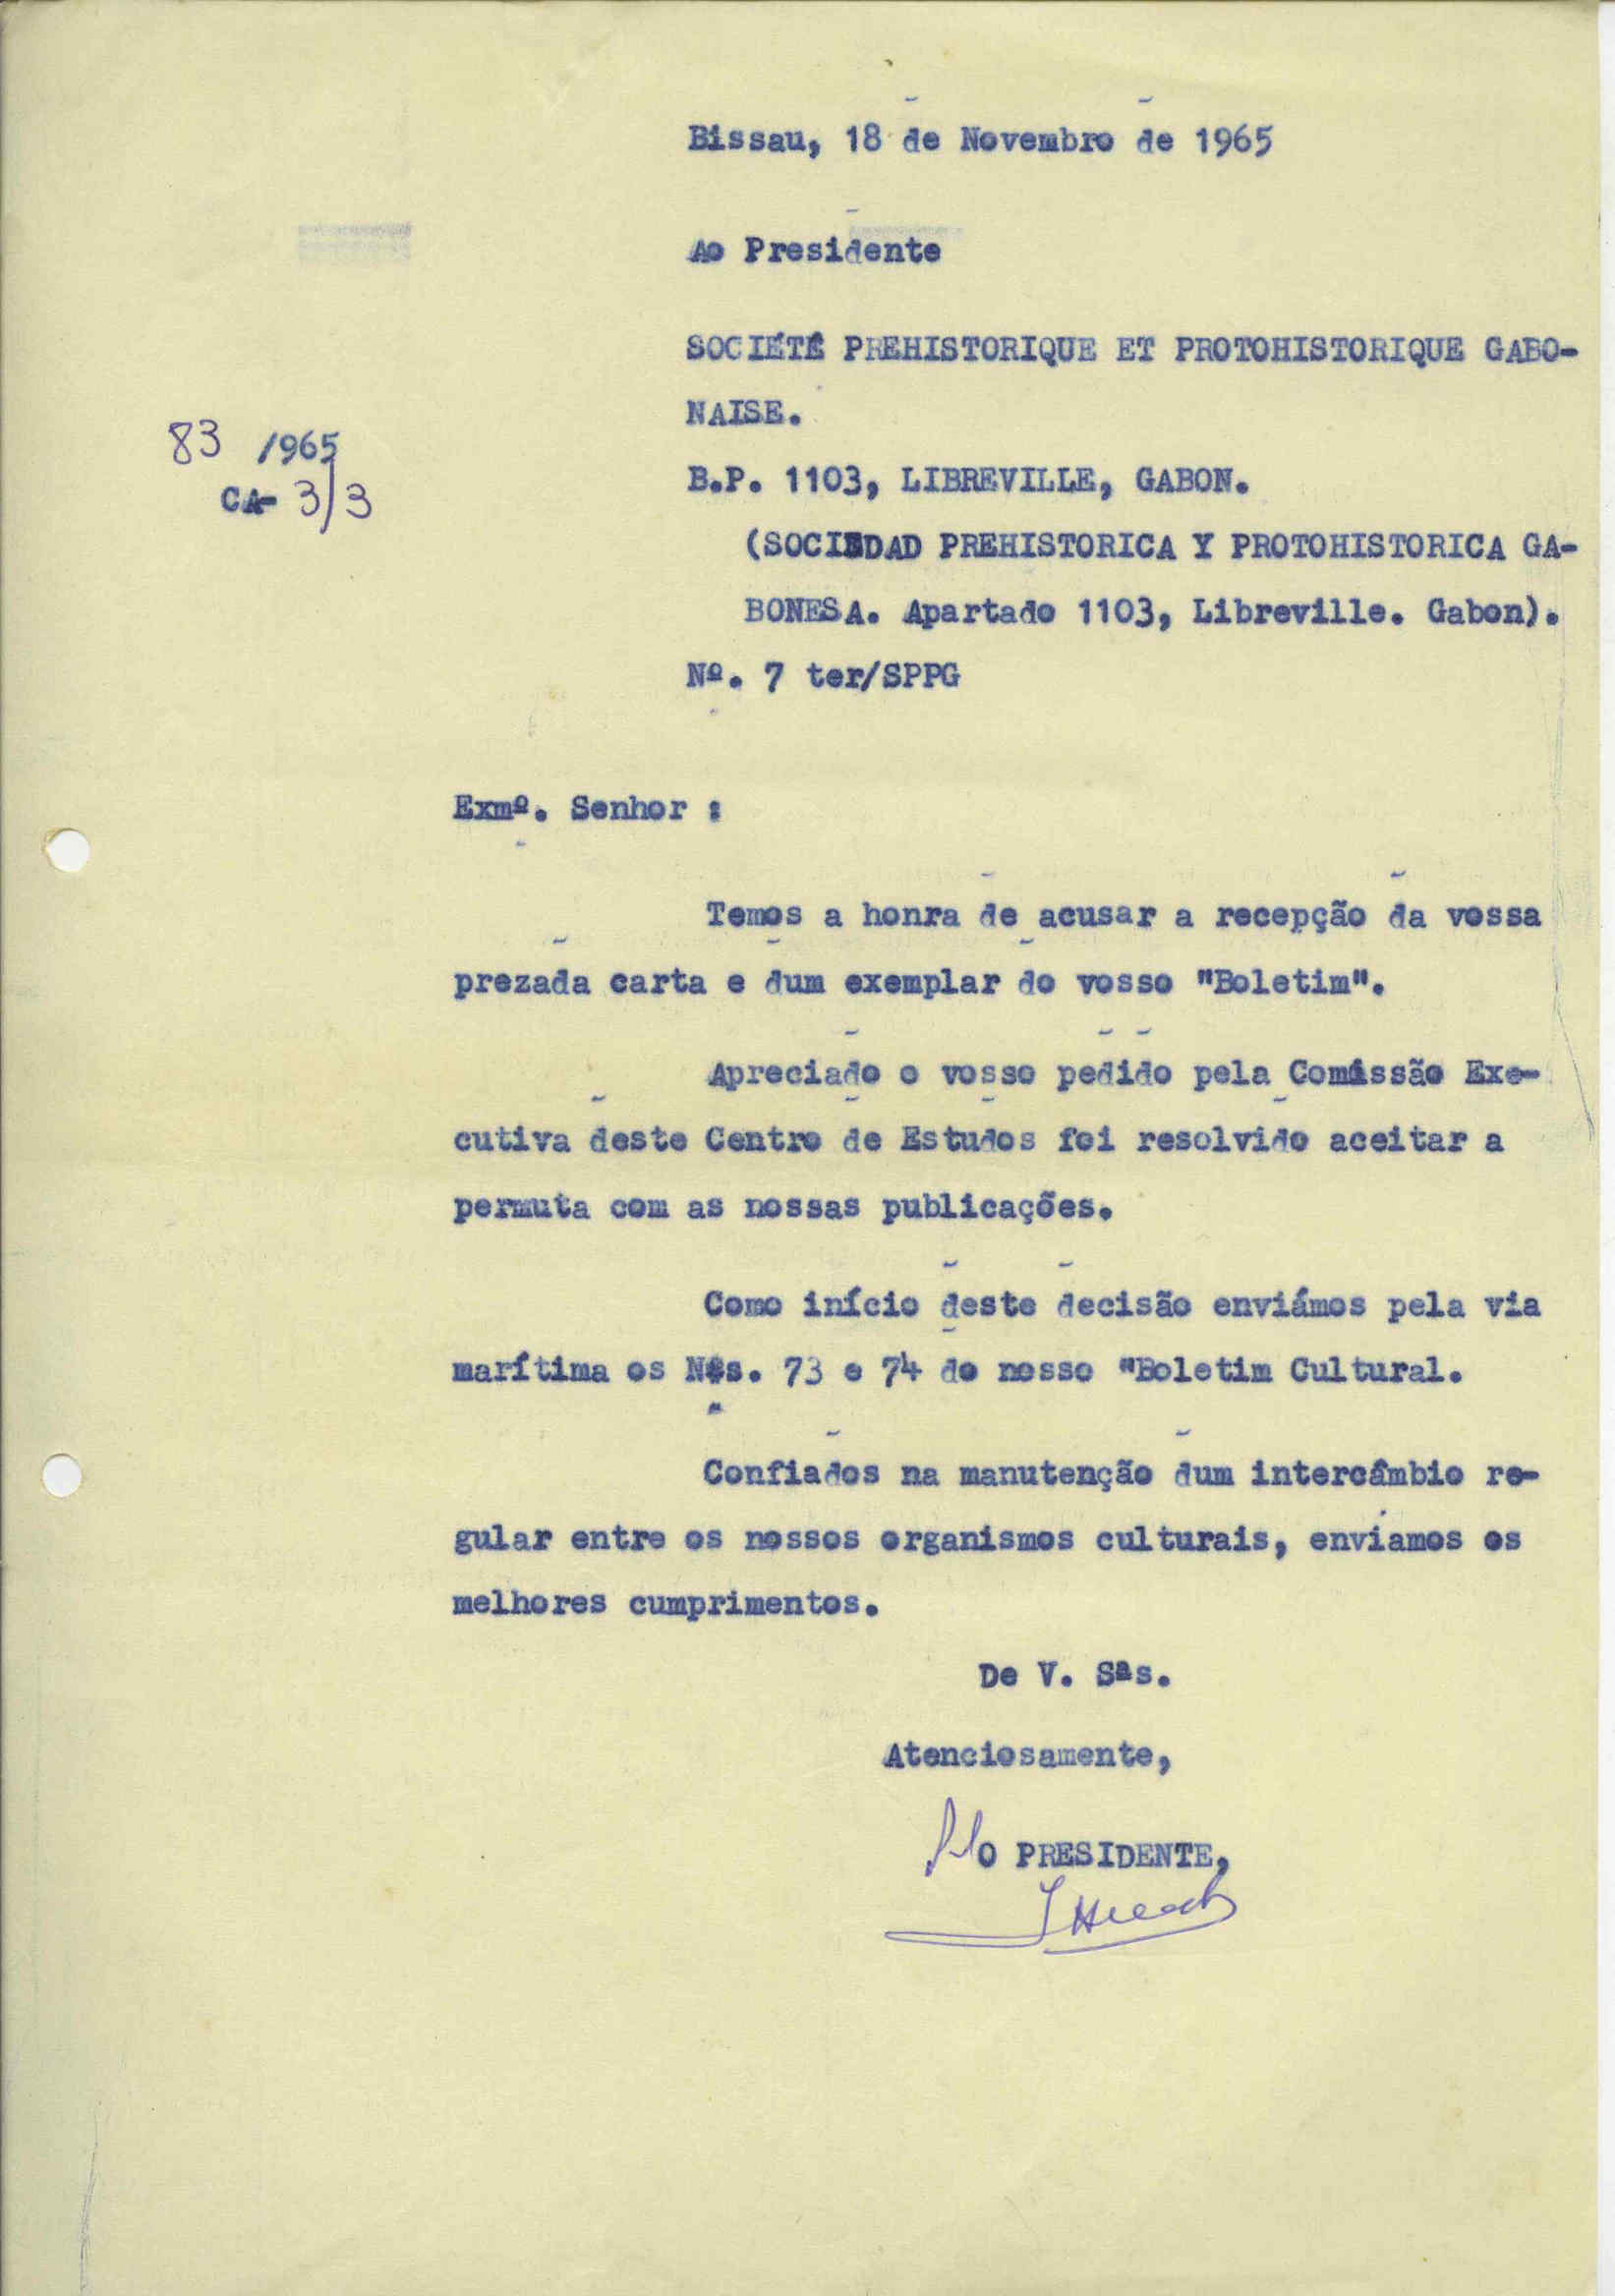 Bissau, 18 de Novembro de 1965
Ao Presidente
SOCIÉTÉ PREHISTORIQUE ET PROTOHISTORIQUE GABO-
NAISE.
83 /965
CA- 3/3
B.P. 1103, LIBREVILLE, GABON.
(SOCIEDAD PREHISTORICA Y PROTOHISTORICA GA-
BONESA. Apartado 1103, Libreville. Gabon).
Nº. 7 ter/SPPG
Exmº. Senhor :
Temos a honra de acusar a recepção da vossa
prezada carta e dum exemplar do vosso "Boletim".
Apreciado o vosso pedido pela Comissão Exe-
cutiva deste Centro de Estudos foi resolvido aceitar a
permuta com as nossas publicações.
Como início deste decisão enviámos pela via
marítima os Nºs. 73 e 74 do nosso "Boletim Cultural.
Confiados na manutenção dum intercâmbio re-
gular entre os nossos organismos culturais, enviamos os
melhores cumprimentos.
De V. Sªs.
Atenciosamente,
O PRESIDENTE,